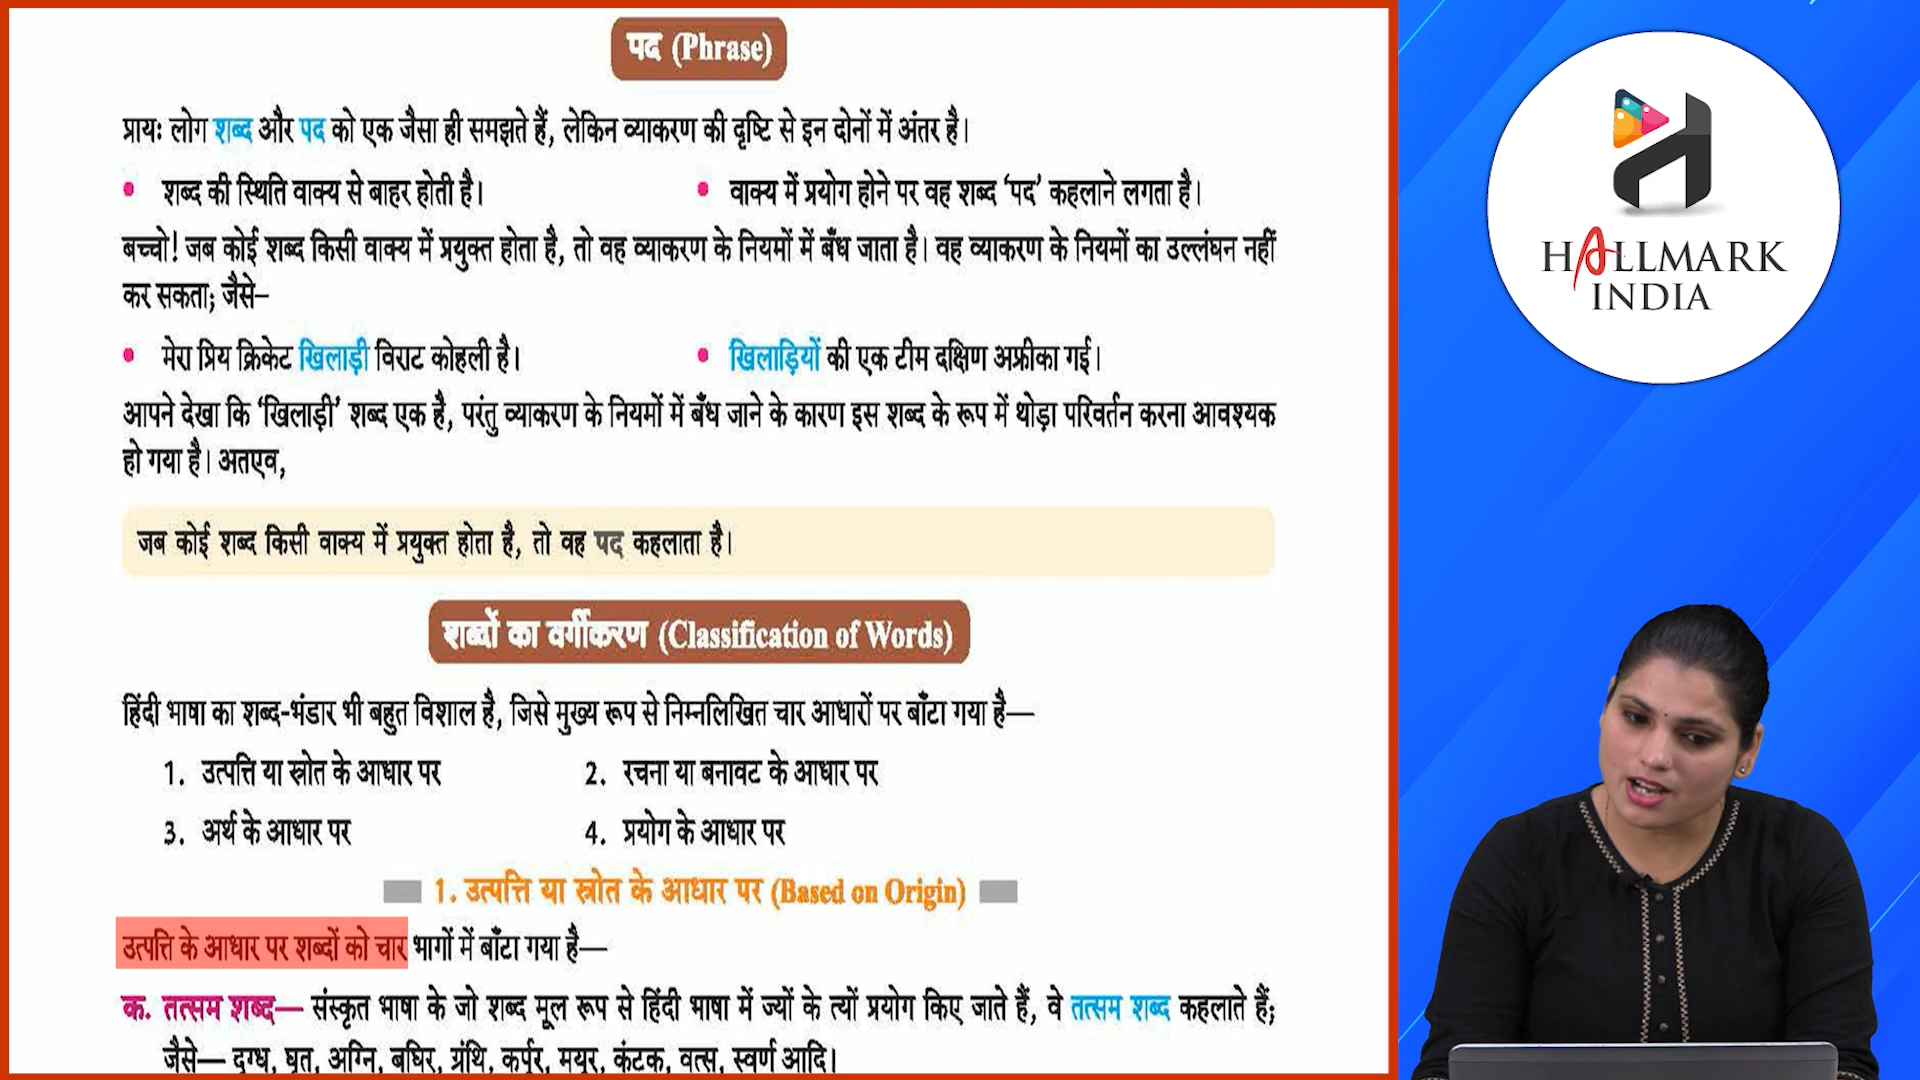 पद (Phrase)
प्रायः लोग शब्द और पद को एक जैसा ही समझते हैं, लेकिन व्याकरण की दृष्टि से इन दोनों में अंतर है।
• शब्द की स्थिति वाक्य से बाहर होती है।
• वाक्य में प्रयोग होने पर वह शब्द ‘पद’ कहलाने लगता है।
बच्चो! जब कोई शब्द किसी वाक्य में प्रयुक्त होता है, तो वह व्याकरण के नियमों में बँध जाता है। वह व्याकरण के नियमों का उल्लंघन नहीं
कर सकता; जैसे–
• मेरा प्रिय क्रिकेट खिलाड़ी विराट कोहली है।
• खिलाड़ियों की एक टीम दक्षिण अफ्रीका गई।
आपने देखा कि ‘खिलाड़ी’ शब्द एक है, परंतु व्याकरण के नियमों में बँध जाने के कारण इस शब्द के रूप में थोड़ा परिवर्तन करना आवश्यक
हो गया है। अतएव,
जब कोई शब्द किसी वाक्य में प्रयुक्त होता है, तो वह पद कहलाता है।
शब्दों का वर्गीकरण (Classification of Words)
हिंदी भाषा का शब्द-भंडार भी बहुत विशाल है, जिसे मुख्य रूप से निम्नलिखित चार आधारों पर बाँटा गया है—
1. उत्पत्ति या स्रोत के आधार पर
2. रचना या बनावट के आधार पर
3. अर्थ के आधार पर
4. प्रयोग के आधार पर
1. उत्पत्ति या स्रोत के आधार पर (Based on Origin)
उत्पत्ति के आधार पर शब्दों को चार भागों में बाँटा गया है—
क. तत्सम शब्द— संस्कृत भाषा के जो शब्द मूल रूप से हिंदी भाषा में ज्यों के त्यों प्रयोग किए जाते हैं, वे तत्सम शब्द कहलाते हैं;
जैसे— दुग्ध, घृत, अग्नि, बधिर, ग्रंथि, कर्पूर, मयूर, कंटक, वत्स, स्वर्ण आदि।
HALLMARK
INDIA